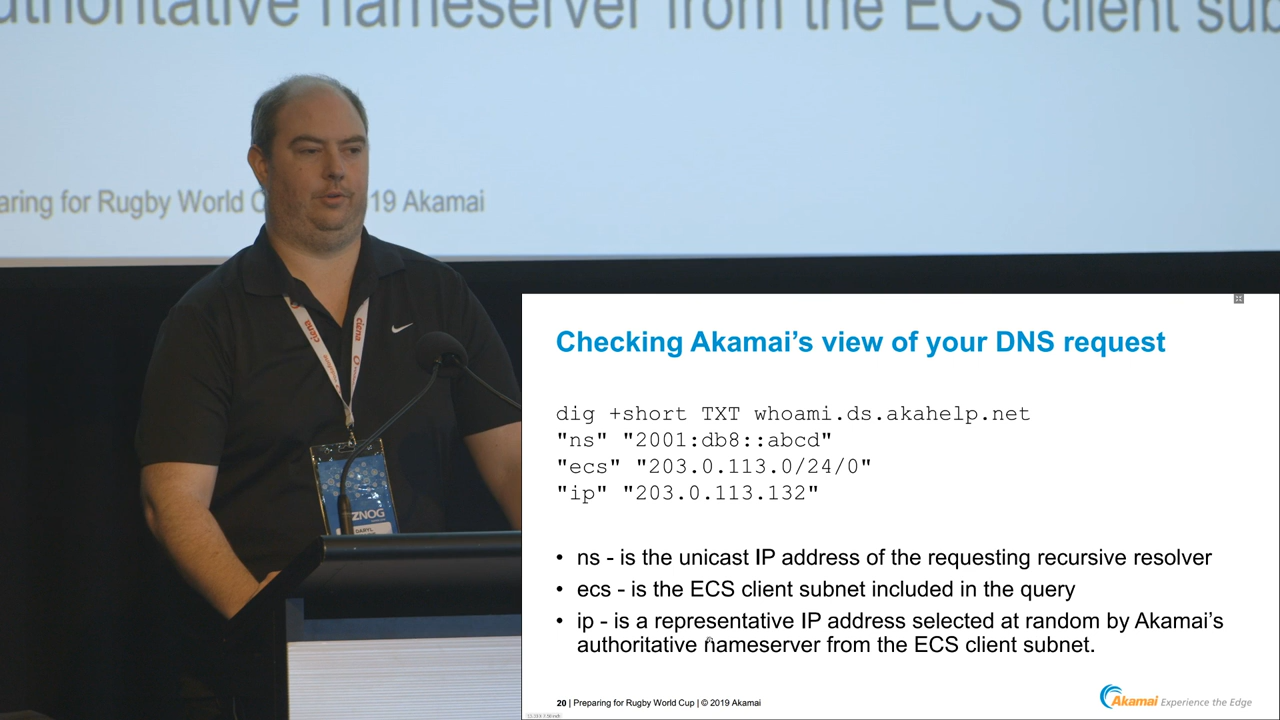 authoritative nameserver from the ECS client sub
aring for Rugby World C
19 Akamai
ciena
ciena
ZNOG
DARYL
Checking Akamai's view of your DNS request
dig +short TXT whoami.ds.akahelp.net
"ns" "2001:db8::abcd"
"ecs" "203.0.113.0/24/0"
"ip" "203.0.113.132"
• ns - is the unicast IP address of the requesting recursive resolver
• ecs - is the ECS client subnet included in the query
• ip - is a representative IP address selected at random by Akamai's
authoritative nameserver from the ECS client subnet.
20 | Preparing for Rugby World Cup | © 2019 Akamai
Akamai Experience the Edge